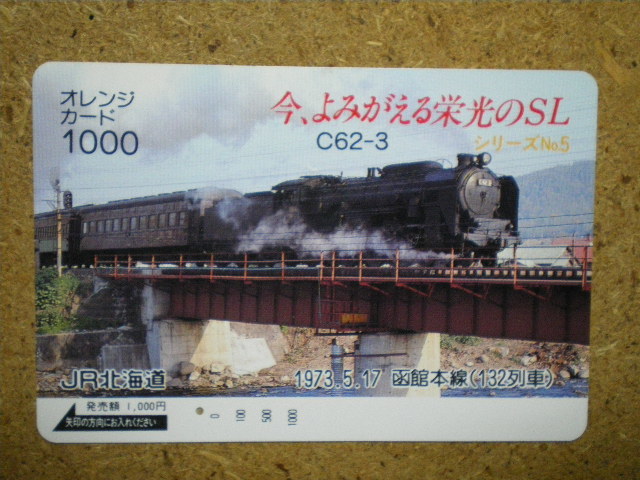 オレンジ
カード
1000
今、よみがえる栄光のSL
C62-3
シリーズNo.5
JR北海道
1973.5.17 函館本線(132列車)
発売額 1,000円
矢印の方向にお入れください
0 100 500 1000